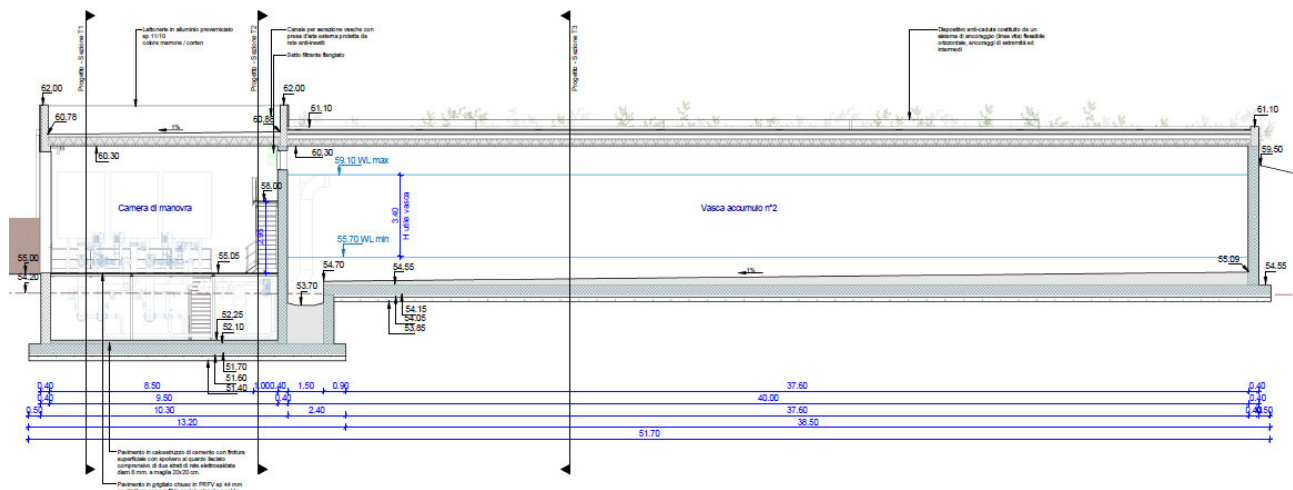 Progetto - Sezione T1
Progetto - Sezione T2
Progetto - Sezione T3
Lattonerie in alluminio preverniciato
sp 11/10
colore marrone / corten
Canale per aerazione vasche con
presa d'aria esterna protetta da
rete anti-insetti
Setto filtrante flangiato
Dispositivo anti-caduta costituito da un
sistema di ancoraggio (linea vita) flessibile
orizzontale, ancoraggi di estremità ed
intermedi
62.00
62.00
60.78
1%
60.88
61.10
61.10
60.30
60.30
59.10 WL max
59.50
58.00
Camera di manovra
2.95
3.40
H utile vasca
Vasca accumulo n°2
55.70 WL min
55.00
54.20
55.05
54.70
54.55
1%
55.09
54.55
53.70
54.15
54.05
53.85
52.25
52.10
51.70
51.60
51.40
0.40
8.50
1.00
0.40
1.50
0.90
37.60
0.40
0.40
9.50
0.40
40.00
0.40
0.50
10.30
2.40
37.60
0.40
0.50
13.20
38.50
51.70
Pavimento in calcestruzzo di cemento con finitura
superficiale con spolvero al quarzo lisciato
comprensivo di due strati di rete elettrosaldata
diam.6 mm. a maglia 20x20 cm.
Pavimento in grigliato chiuso in PRFV sp 44 mm